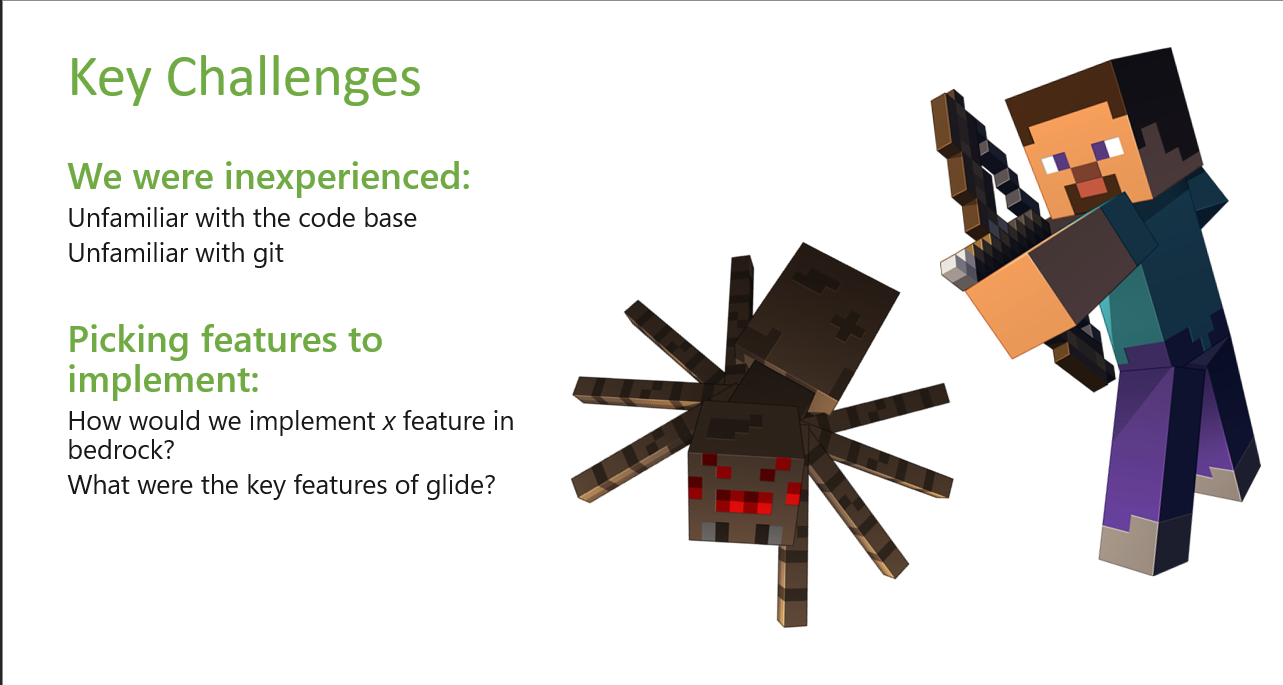 Key Challenges
We were inexperienced:
Unfamiliar with the code base
Unfamiliar with git
Picking features to
implement:
How would we implement x feature in
bedrock?
What were the key features of glide?